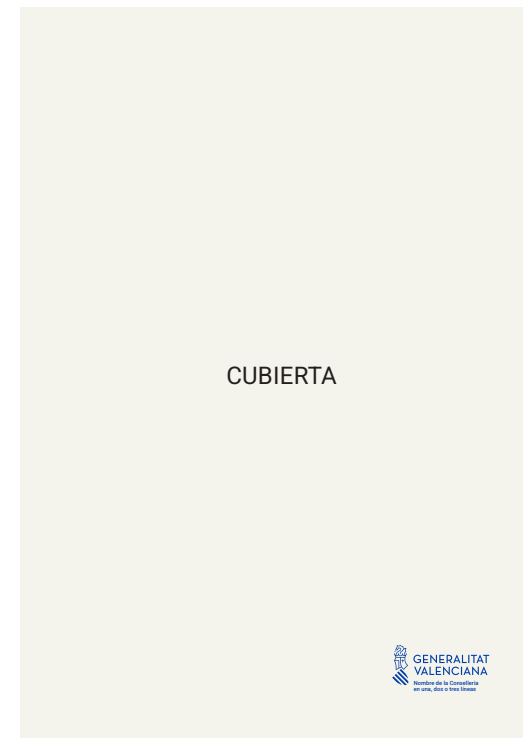 CUBIERTA
GENERALITAT
VALENCIANA
Nombre de la Conselleria
en una, dos o tres líneas